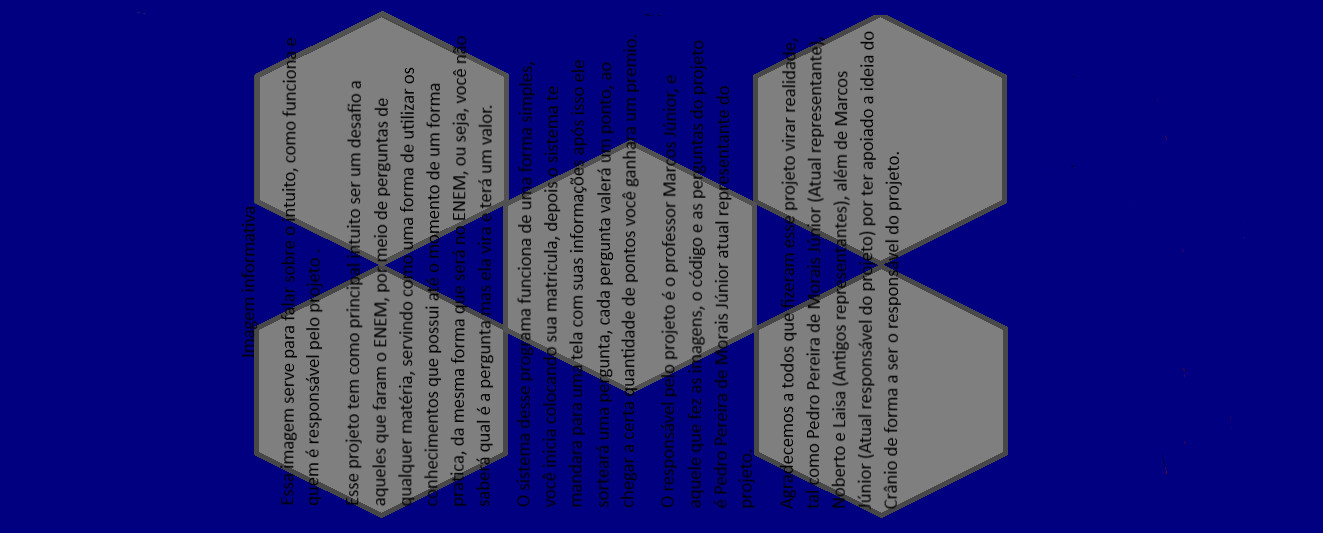 Imagem informativa
Essa imagem serve para falar sobre o intuito, como funciona e
quem é responsável pelo projeto
Esse projeto tem como principal intuito ser um desafio a
aqueles que faram o ENEM, por meio de perguntas de
qualquer matéria, servindo como uma forma de utilizar os
conhecimentos que possui até o momento de um forma
pratica, da mesma forma que será no ENEM, ou seja, você não
saberá qual é a pergunta mas ela vira e terá um valor.
O sistema desse programa funciona de uma forma simples,
você inicia colocando sua matricula, depois o sistema te
mandara para uma tela com suas informações após isso ele
sorteará uma pergunta, cada pergunta valerá um ponto, ao
chegar a certa quantidade de pontos você ganhara um premio.
O responsável pelo projeto é o professor Marcos Júnior, e
aquele que fez as imagens, o código e as perguntas do projeto
é Pedro Pereira de Morais Júnior atual representante do
projeto.
Agradecemos a todos que fizeram esse projeto virar realidade,
tal como Pedro Pereira de Morais Júnior (Atual representante),
Noberto e Laisa (Antigos representantes), além de Marcos
Júnior (Atual responsável do projeto) por ter apoiado a ideia do
Crânio de forma a ser o responsável do projeto.